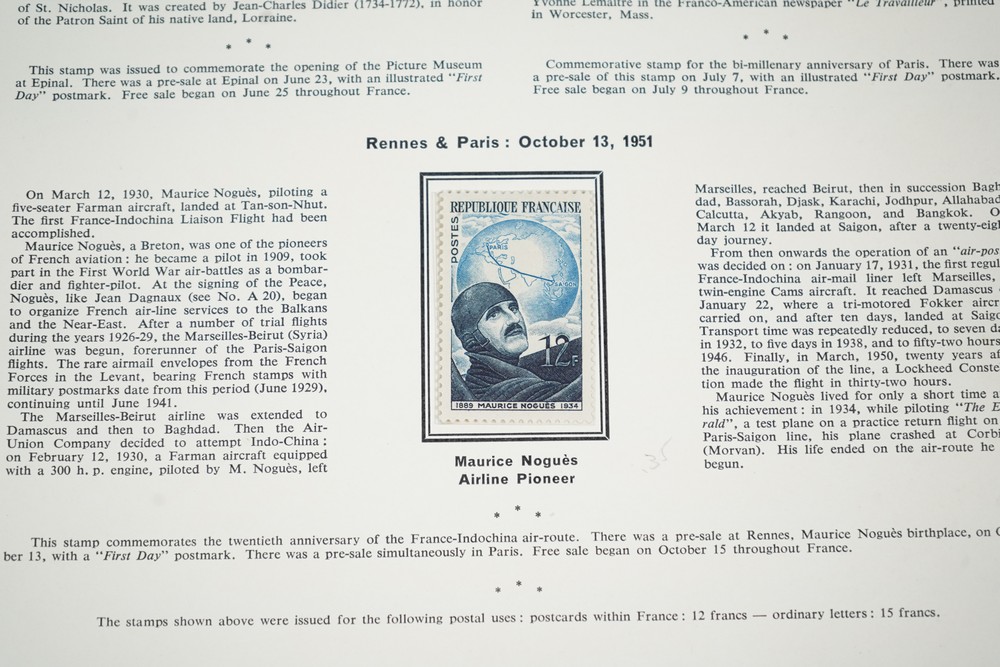 of St. Nicholas. It was created by Jean-Charles Didier (1734-1772), in honor
of the Patron Saint of his native land, Lorraine.
* * *
This stamp was issued to commemorate the opening of the Picture Museum
at Epinal. There was a pre-sale at Epinal on June 23, with an illustrated "First
Day" postmark. Free sale began on June 25 throughout France.
Yvonne Lemaître in the Franco-American newspaper "Le Travailleur", printed
in Worcester, Mass.
* * *
Commemorative stamp for the bi-millenary anniversary of Paris. There was
a pre-sale of this stamp on July 7, with an illustrated "First Day" postmark.
Free sale began on July 9 throughout France.
Rennes & Paris : October 13, 1951
On March 12, 1930, Maurice Noguès, piloting a
five-seater Farman aircraft, landed at Tan-son-Nhut.
The first France-Indochina Liaison Flight had been
accomplished.
Maurice Noguès, a Breton, was one of the pioneers
of French aviation : he became a pilot in 1909, took
part in the First World War air-battles as a bombar-
dier and fighter-pilot. At the signing of the Peace,
Noguès, like Jean Dagnaux (see No. A 20), began
to organize French air-line services to the Balkans
and the Near-East. After a number of trial flights
during the years 1926-29, the Marseilles-Beirut (Syria)
airline was begun, forerunner of the Paris-Saigon
flights. The rare airmail envelopes from the French
Forces in the Levant, bearing French stamps with
military postmarks date from this period (June 1929),
continuing until June 1941.
The Marseilles-Beirut airline was extended to
Damascus and then to Baghdad. Then the Air-
Union Company decided to attempt Indo-China :
on February 12, 1930, a Farman aircraft equipped
with a 300 h. p. engine, piloted by M. Noguès, left
RÉPUBLIQUE FRANÇAISE
POSTES
PARIS
SAIGON
12F
1889 MAURICE NOGUÈS 1934
Maurice Noguès
Airline Pioneer
.35
Marseilles, reached Beirut, then in succession Bagh
dad, Bassorah, Djask, Karachi, Jodhpur, Allahabad
Calcutta, Akyab, Rangoon, and Bangkok. O
March 12 it landed at Saigon, after a twenty-eigh
day journey.
From then onwards the operation of an "air-pos
was decided on : on January 17, 1931, the first regul
France-Indochina air-mail liner left Marseilles,
twin-engine Cams aircraft. It reached Damascus
January 22, where a tri-motored Fokker aircr
carried on, and after ten days, landed at Saigo
Transport time was repeatedly reduced, to seven da
in 1932, to five days in 1938, and to fifty-two hours
1946. Finally, in March, 1950, twenty years af
the inauguration of the line, a Lockheed Conste
tion made the flight in thirty-two hours.
Maurice Noguès lived for only a short time a
his achievement : in 1934, while piloting "The E
rald", a test plane on a practice return flight on
Paris-Saigon line, his plane crashed at Corbi
(Morvan). His life ended on the air-route he
begun.
* * *
This stamp commemorates the twentieth anniversary of the France-Indochina air-route. There was a pre-sale at Rennes, Maurice Noguès birthplace, on O
ber 13, with a "First Day" postmark. There was a pre-sale simultaneously in Paris. Free sale began on October 15 throughout France.
* * *
The stamps shown above were issued for the following postal uses : postcards within France : 12 francs — ordinary letters : 15 francs.